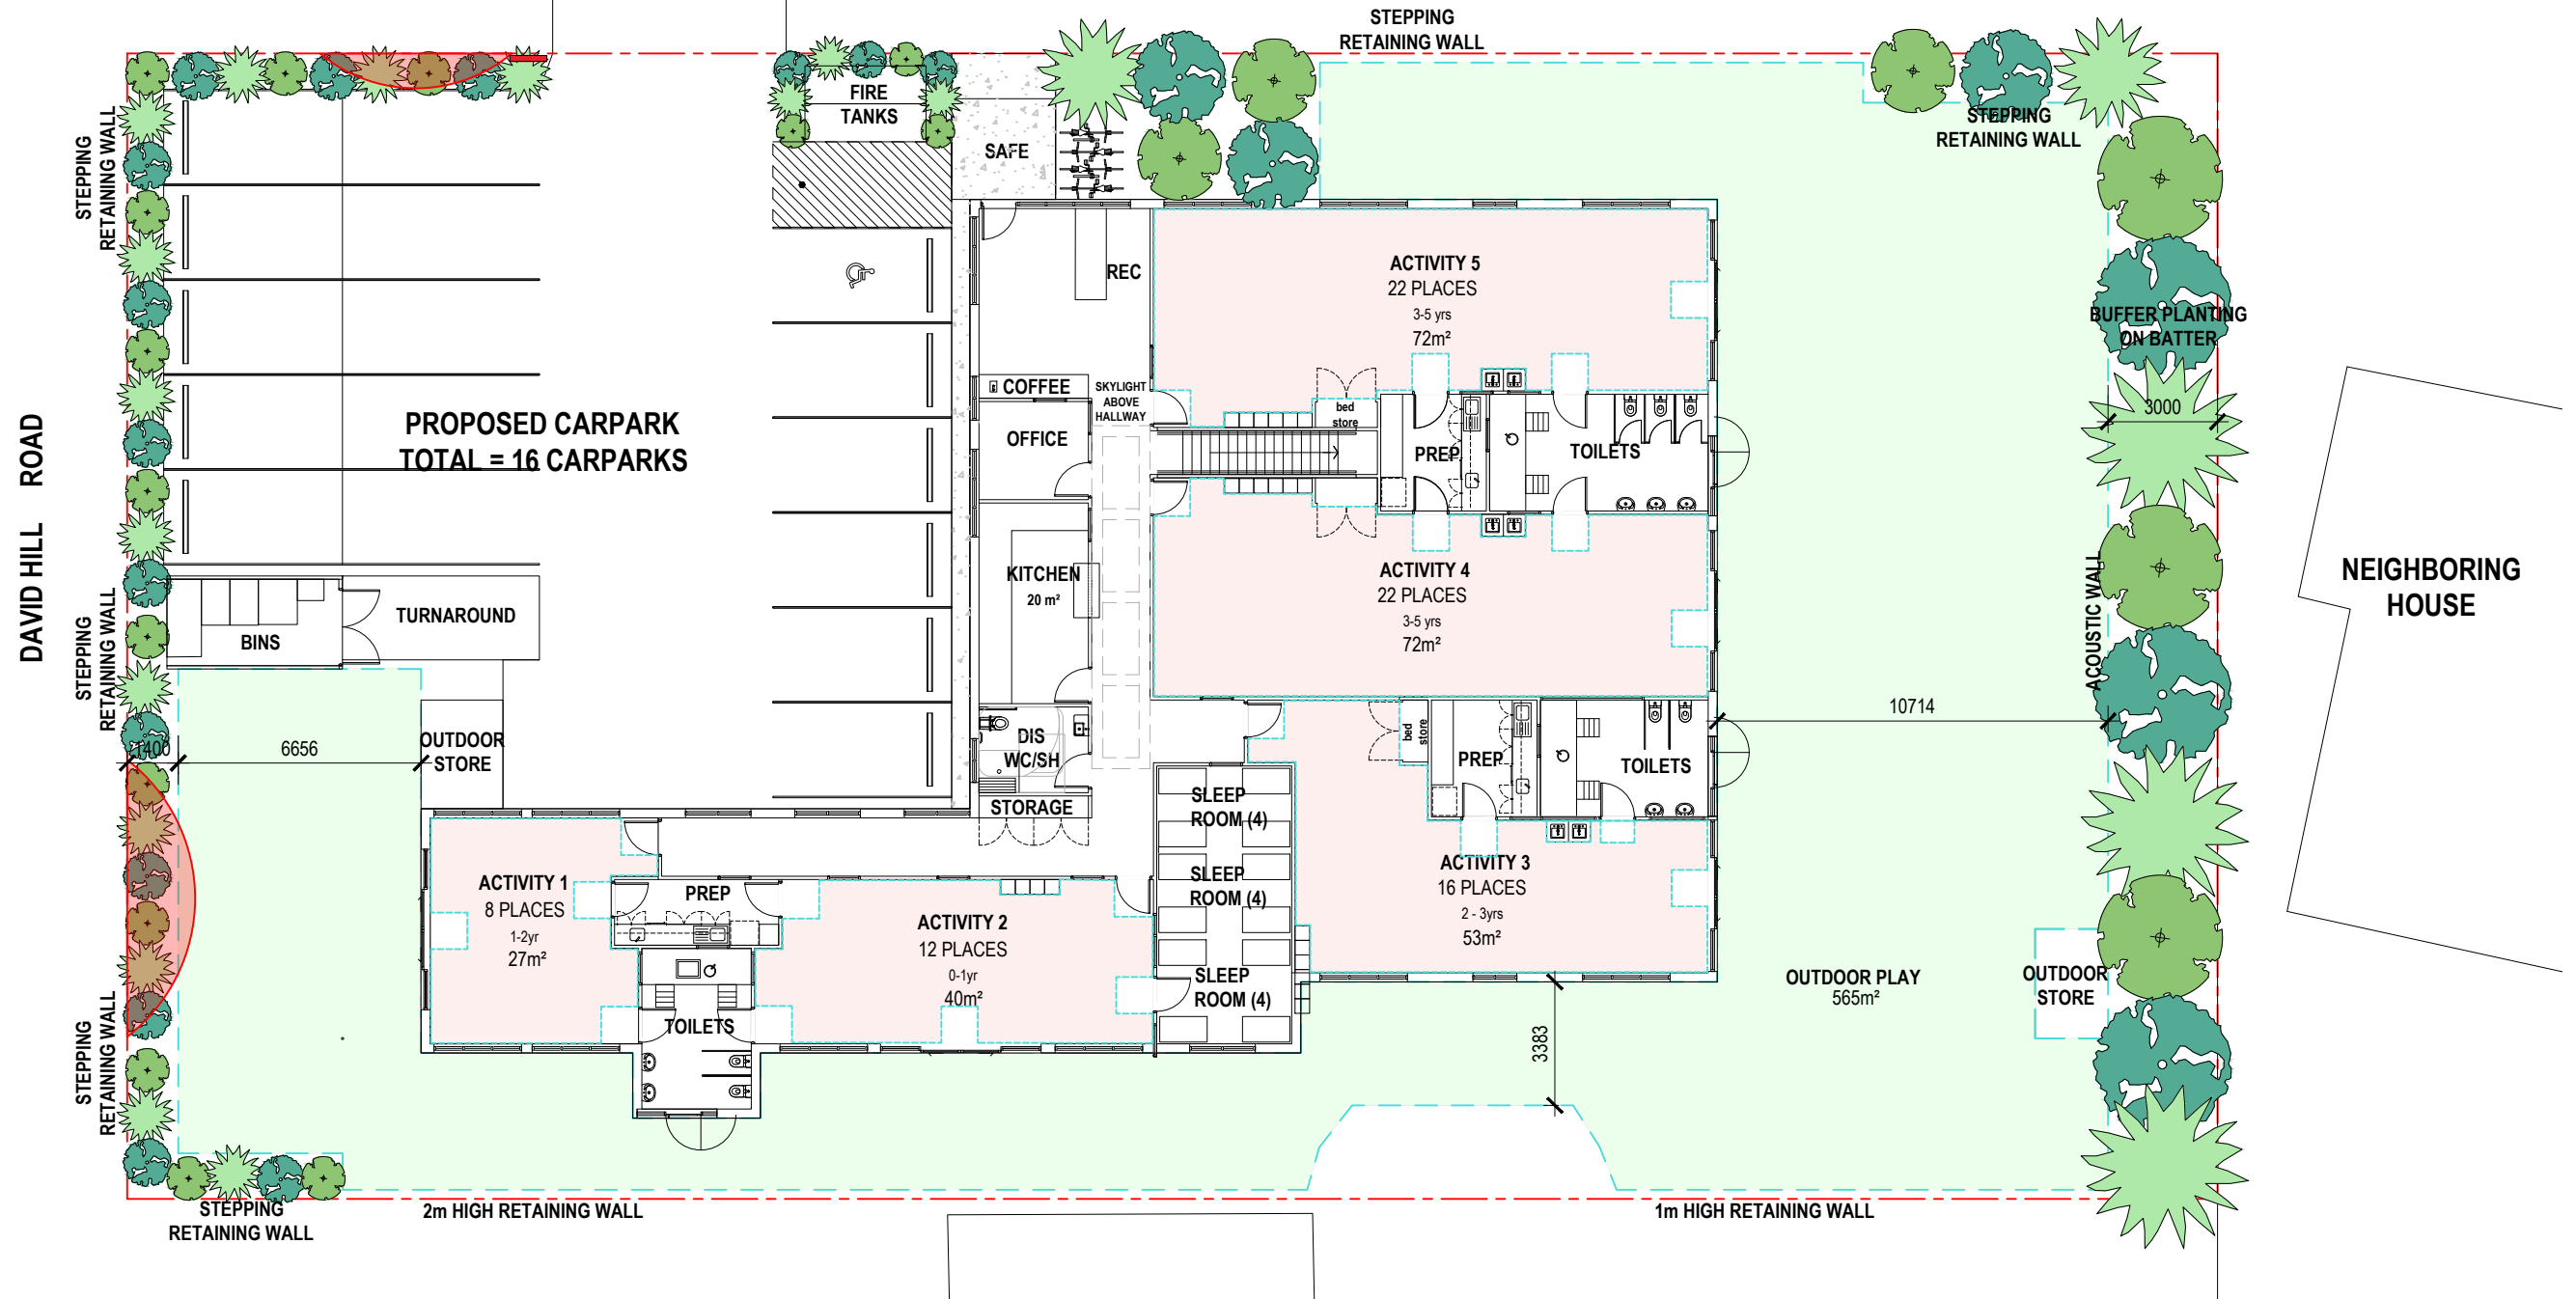 STEPPING
RETAINING WALL
FIRE
TANKS
SAFE
STEPPING
RETAINING WALL
STEPPING
RETAINING WALL
REC
ACTIVITY 5
22 PLACES
3-5 yrs
72m²
BUFFER PLANTING
ON BATTER
COFFEE
SKYLIGHT
ABOVE
HALLWAY
bed
store
3000
PROPOSED CARPARK
TOTAL = 16 CARPARKS
OFFICE
PREP
TOILETS
DAVID HILL ROAD
KITCHEN
20 m²
ACTIVITY 4
22 PLACES
3-5 yrs
72m²
ACOUSTIC WALL
NEIGHBORING
HOUSE
BINS
TURNAROUND
STEPPING
RETAINING WALL
1400
6656
OUTDOOR
STORE
DIS
WC/SH
STORAGE
bed
store
PREP
TOILETS
10714
SLEEP
ROOM (4)
SLEEP
ROOM (4)
SLEEP
ROOM (4)
ACTIVITY 1
8 PLACES
1-2yr
27m²
PREP
ACTIVITY 2
12 PLACES
0-1yr
40m²
TOILETS
ACTIVITY 3
16 PLACES
2 - 3yrs
53m²
OUTDOOR PLAY
565m²
OUTDOOR
STORE
3383
STEPPING
RETAINING WALL
STEPPING
RETAINING WALL
2m HIGH RETAINING WALL
1m HIGH RETAINING WALL